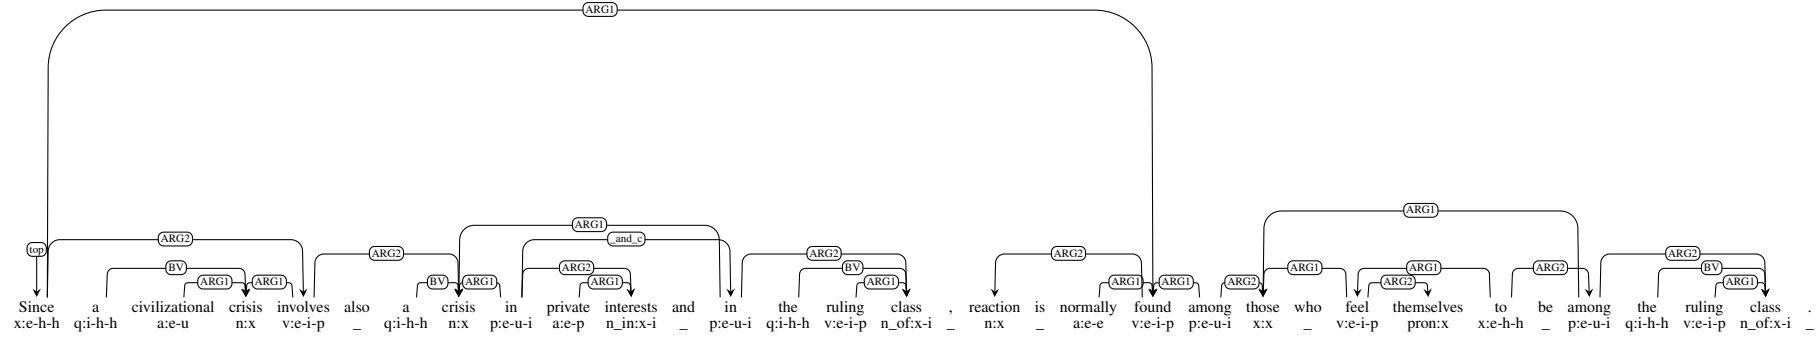 ARG1
ARG1
ARG1
top
ARG2
_and_c
ARG2
ARG2
ARG2
ARG2
BV
ARG2
BV
ARG1
ARG1
ARG2
BV
ARG1
ARG1
BV
ARG1
ARG1
ARG1
ARG1
ARG1
ARG2
ARG2
ARG1
Since a civilizational crisis involves also a crisis in private interests and in the ruling class , reaction is normally found among those who feel themselves to be among the ruling class .
x:e-h-h q:i-h-h a:e-u n:x v:e-i-p _ q:i-h-h n:x p:e-u-i a:e-p n_in:x-i _ p:e-u-i q:i-h-h v:e-i-p n_of:x-i _ n:x _ a:e-e v:e-i-p p:e-u-i x:x _ v:e-i-p pron:x x:e-h-h _ p:e-u-i q:i-h-h v:e-i-p n_of:x-i _